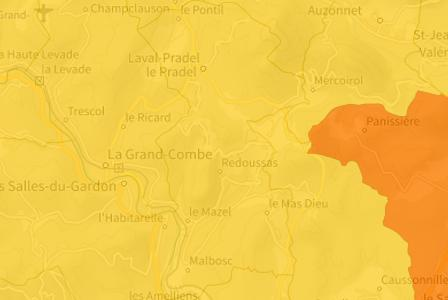 Grand-
Champclauson
le Pontil
Auzonnet
St-Jea
Valér
a Haute Levade
la Levade
Laval-Pradel
le Pradel
Mercoirol
Trescol
le Ricard
Panissière
La Grand-Combe
Redoussas
s Salles-du-Gardon
l'Habitarelle
le Mazel
le Mas Dieu
Malbosc
Caussonnille
les Ameliens